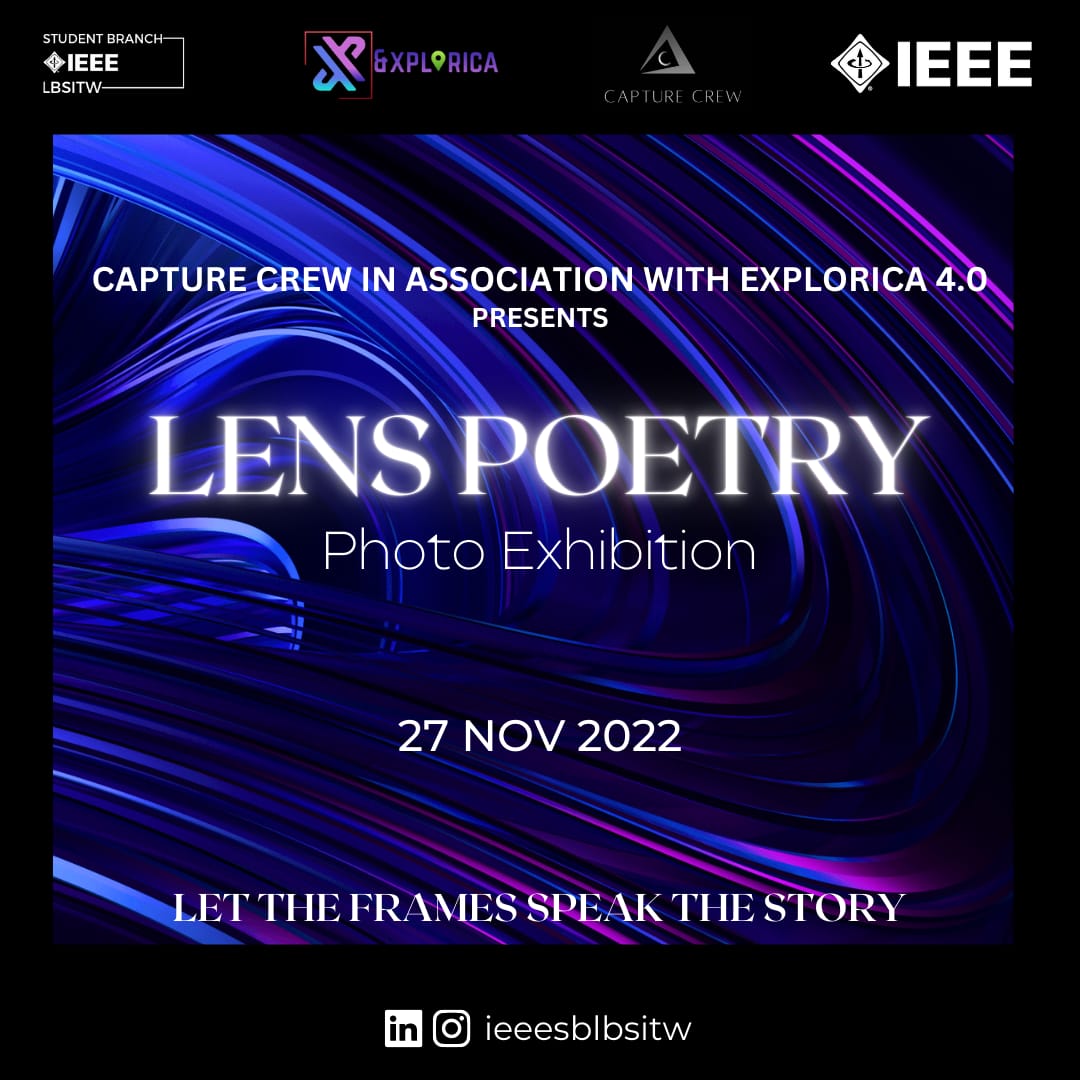 STUDENT BRANCH
IEEE
LBSITW
&XPLORICA
CAPTURE CREW
IEEE
CAPTURE CREW IN ASSOCIATION WITH EXPLORICA 4.0
PRESENTS
LENS POETRY
Photo Exhibition
27 NOV 2022
LET THE FRAMES SPEAK THE STORY
in ieeesblbsitw